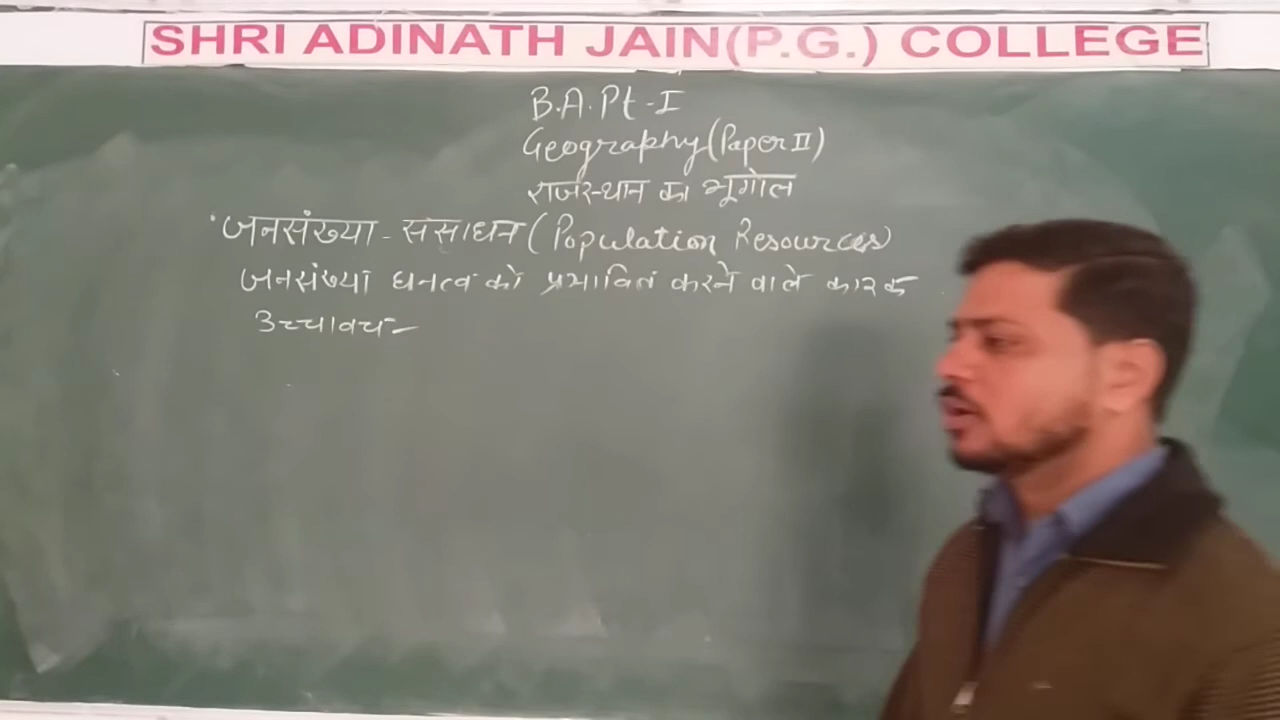 SHRI ADINATH JAIN(P.G.) COLLEGE
B.A. Pt-I
Geography (Paper II)
राजस्थान का भूगोल
जनसंख्या - संसाधन (Population Resources)
जनसंख्या घनत्व को प्रभावित करने वाले कारक
उच्चावच -